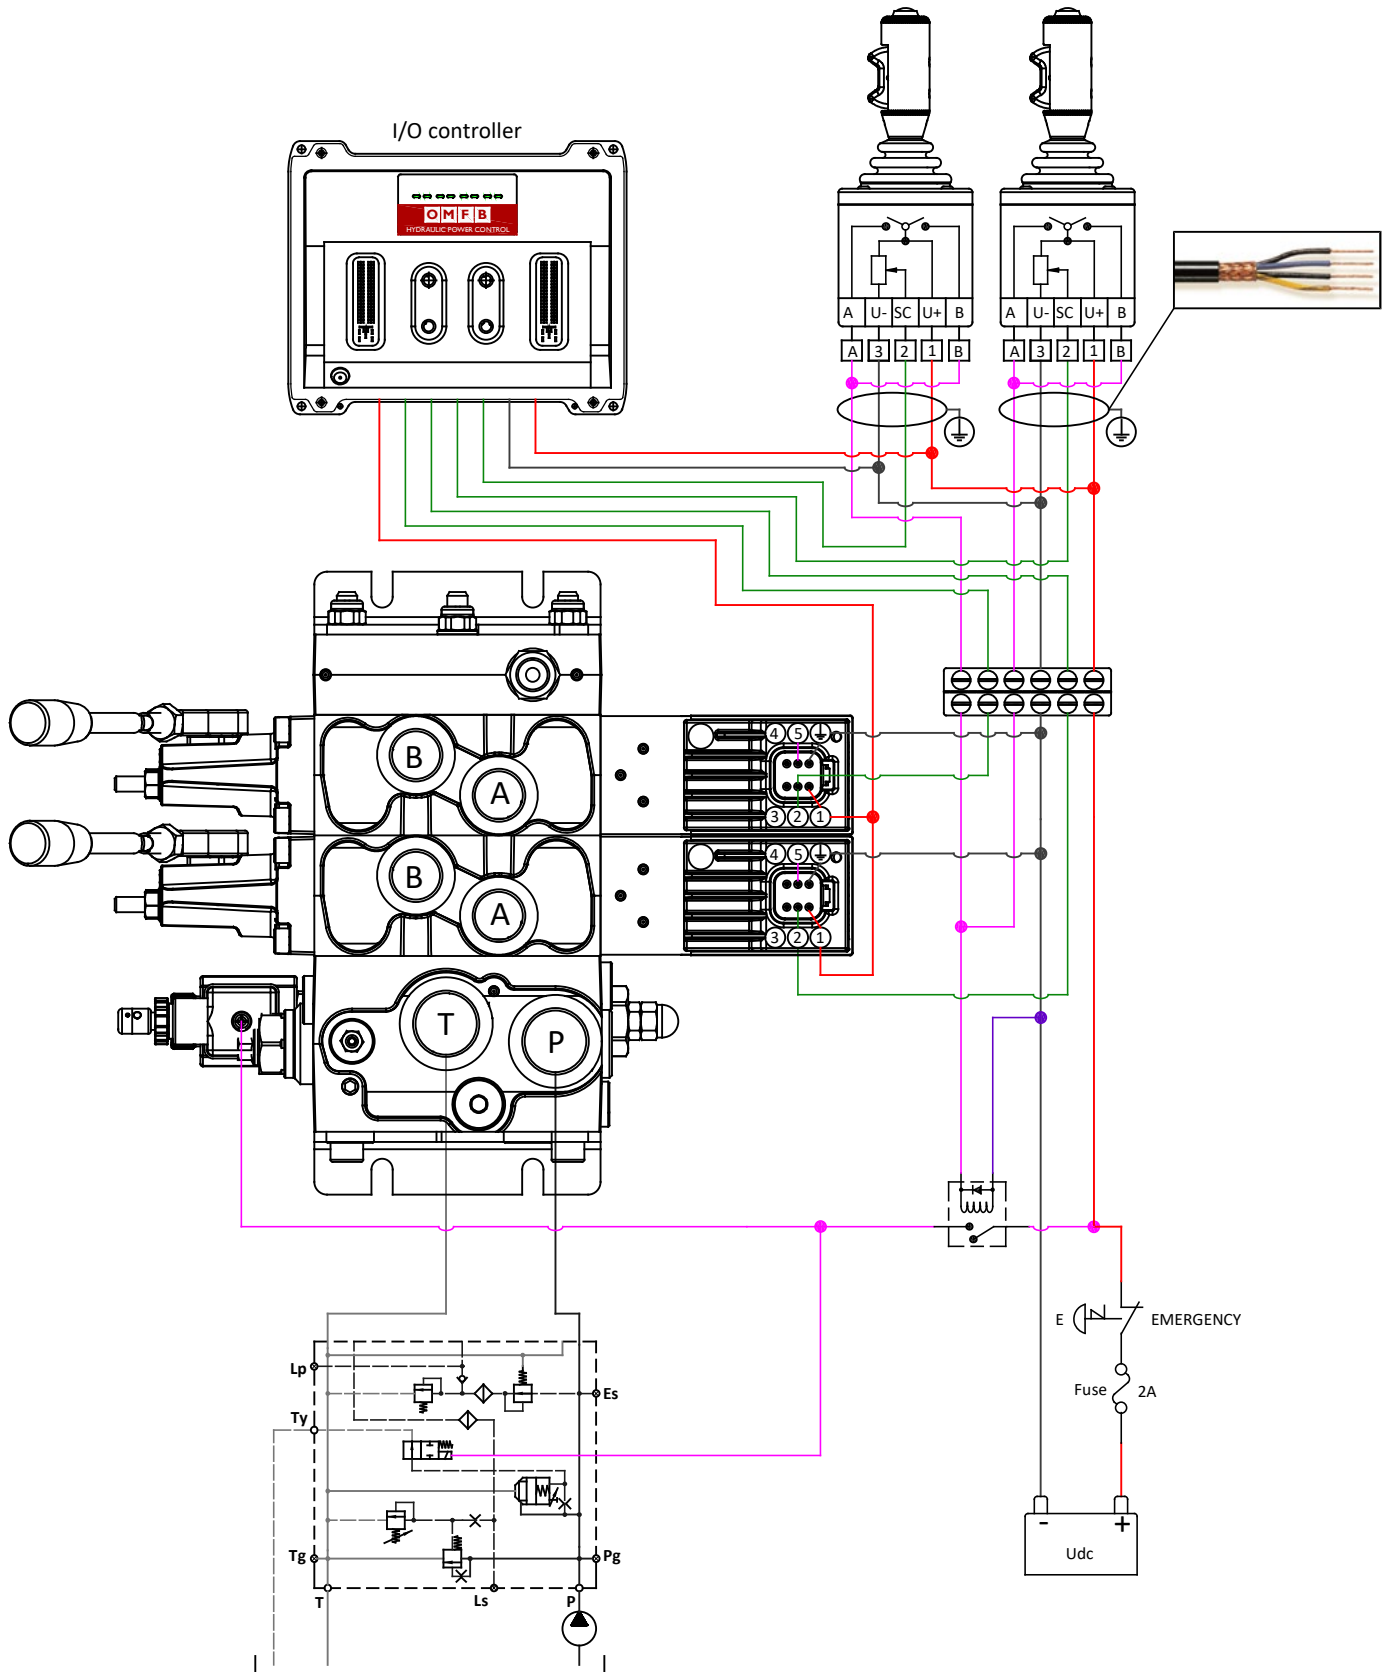 I/O controller
OMFB
HYDRAULIC POWER CONTROL
A U- SC U+ B
A U- SC U+ B
A 3 2 1 B
A 3 2 1 B
4 5
B
A
3 2 1
4 5
B
A
3 2 1
T
P
E
EMERGENCY
Fuse 2A
Lp
Es
Ty
Tg
Pg
T
Ls
P
- +
Udc